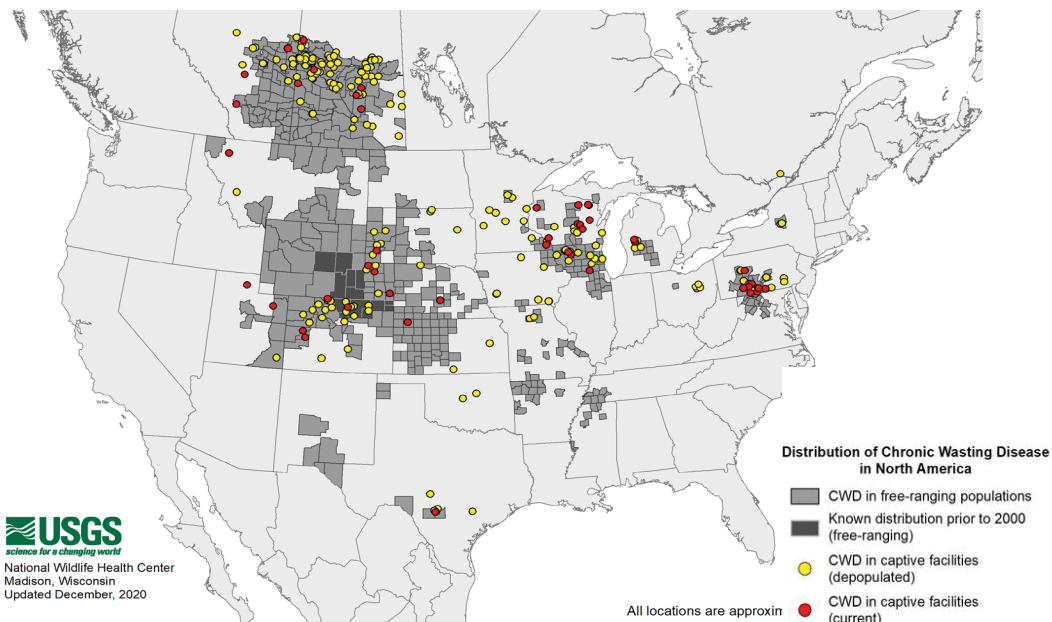 Distribution of Chronic Wasting Disease
in North America
CWD in free-ranging populations
Known distribution prior to 2000
(free-ranging)
CWD in captive facilities
(depopulated)
CWD in captive facilities
(current)
USGS
science for a changing world
National Wildlife Health Center
Madison, Wisconsin
Updated December, 2020
All locations are approxin